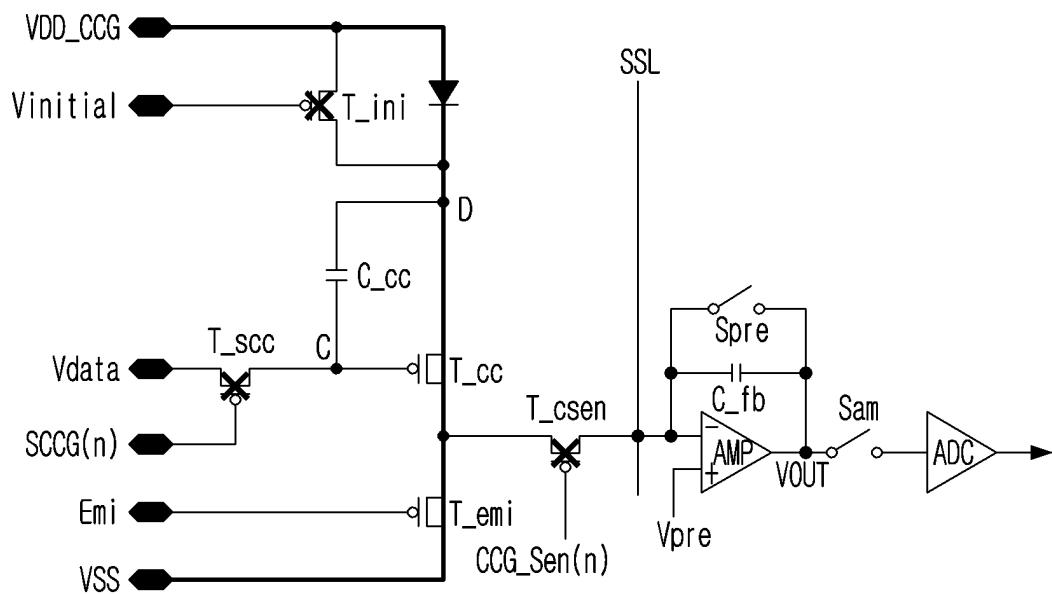 VDD_CCG
SSL
Vinitial
T_ini
D
C_cc
Spre
T_scc
C
Vdata
T_cc
C_fb
T_csen
Sam
SCCG(n)
−
AMP
ADC
+
VOUT
Emi
T_emi
Vpre
CCG_Sen(n)
VSS